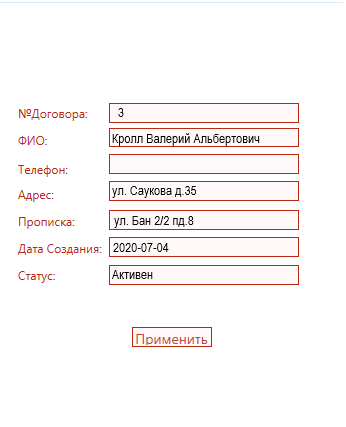 №Договора: 3
ФИО: Кролл Валерий Альбертович
Телефон:
Адрес: ул. Саукова д.35
Прописка: ул. Бан 2/2 пд.8
Дата Создания: 2020-07-04
Статус: Активен
Применить